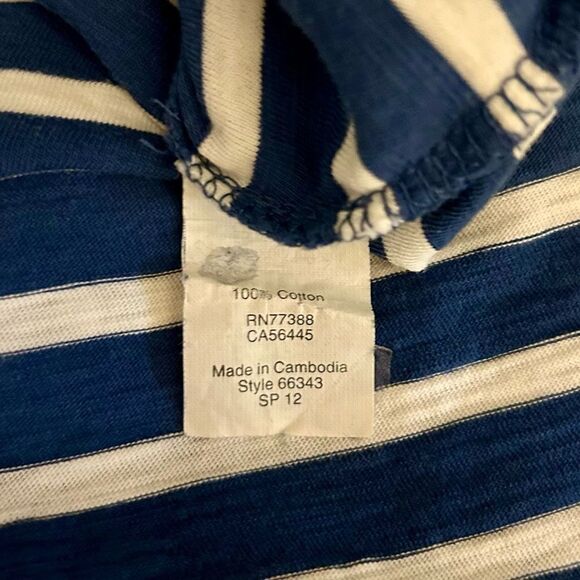 100% Cotton
RN77388
CA56445
Made in Cambodia
Style 66343
SP 12